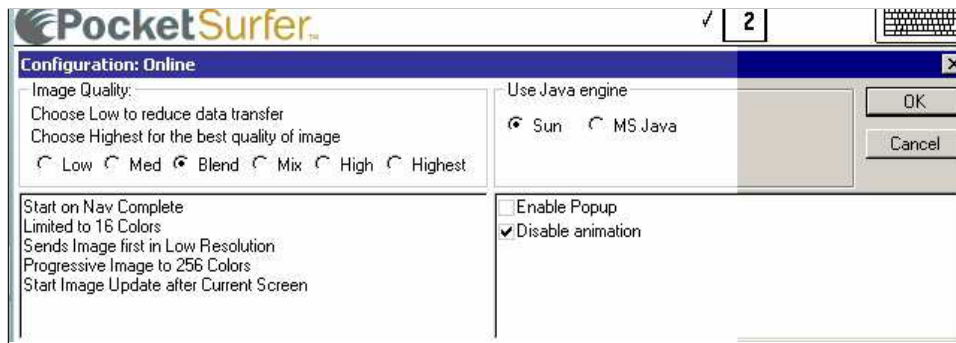 PocketSurfer™
✓ 2
Configuration: Online
Image Quality:
Choose Low to reduce data transfer
Choose Highest for the best quality of image
Low Med Blend Mix High Highest
Use Java engine
Sun MS Java
OK
Cancel
Start on Nav Complete
Limited to 16 Colors
Sends Image first in Low Resolution
Progressive Image to 256 Colors
Start Image Update after Current Screen
Enable Popup
Disable animation